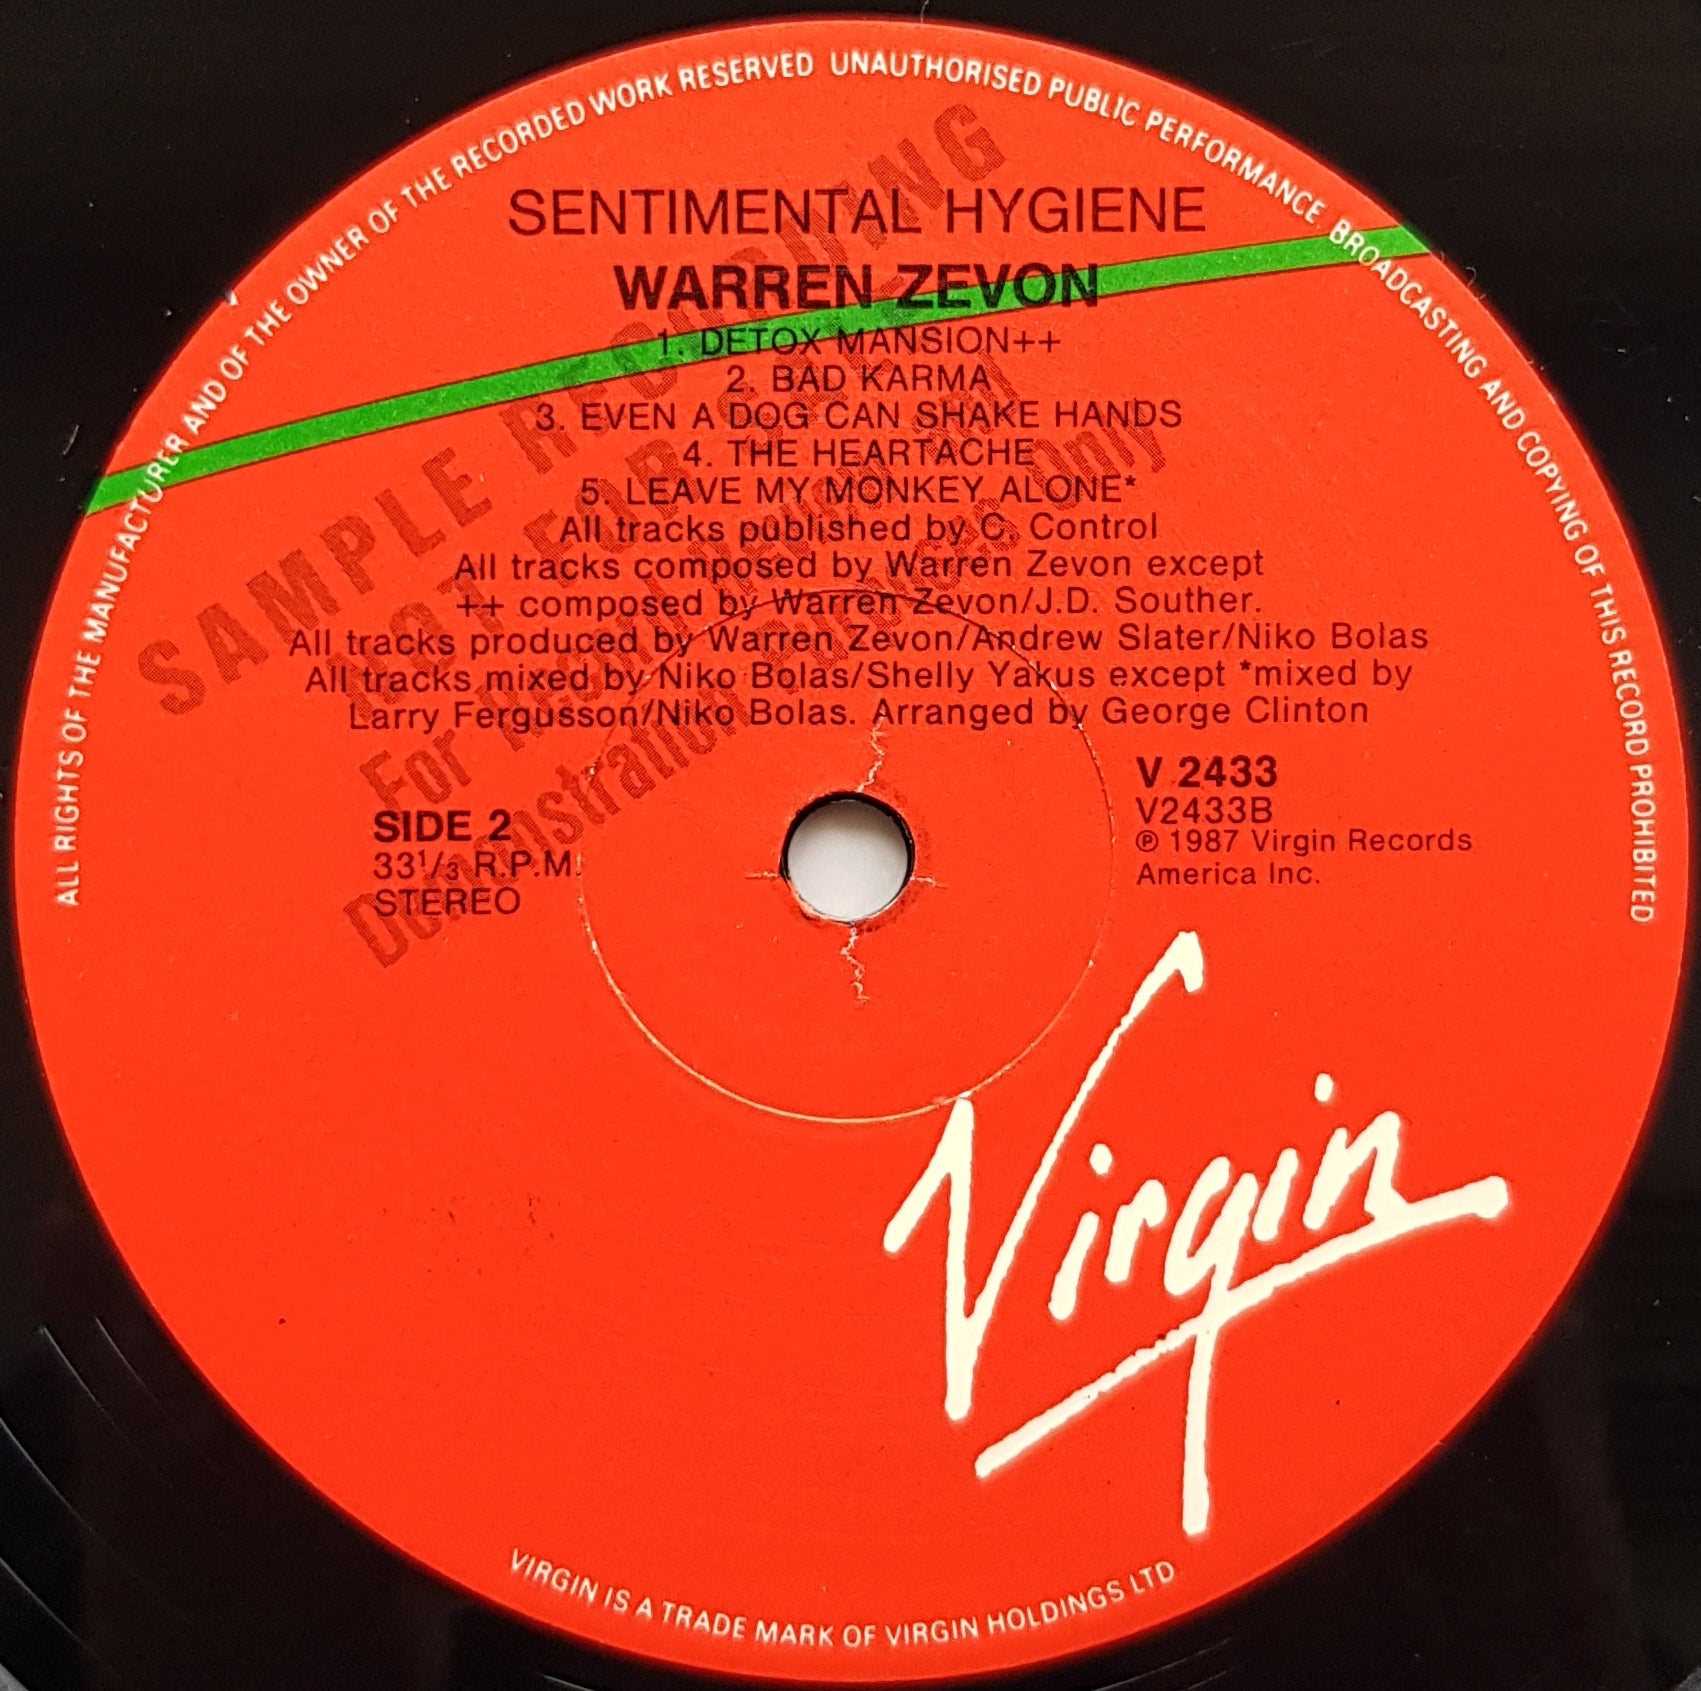 ALL RIGHTS OF THE MANUFACTURER AND OF THE OWNER OF THE RECORDED WORK RESERVED UNAUTHORISED PUBLIC PERFORMANCE BROADCASTING AND COPYING OF THIS RECORD PROHIBITED
SENTIMENTAL HYGIENE
WARREN ZEVON
1. DETOX MANSION++
2. BAD KARMA
3. EVEN A DOG CAN SHAKE HANDS
4. THE HEARTACHE
5. LEAVE MY MONKEY ALONE*
All tracks published by C. Control
All tracks composed by Warren Zevon except
++ composed by Warren Zevon/J.D. Souther.
All tracks produced by Warren Zevon/Andrew Slater/Niko Bolas
All tracks mixed by Niko Bolas/Shelly Yakus except *mixed by
Larry Fergusson/Niko Bolas. Arranged by George Clinton
SAMPLE RECORDING
NOT FOR SALE
For
Demonstration Only
SIDE 2
33⅓ R.P.M.
STEREO
V 2433
V2433B
℗ 1987 Virgin Records
America Inc.
Virgin
VIRGIN IS A TRADE MARK OF VIRGIN HOLDINGS LTD